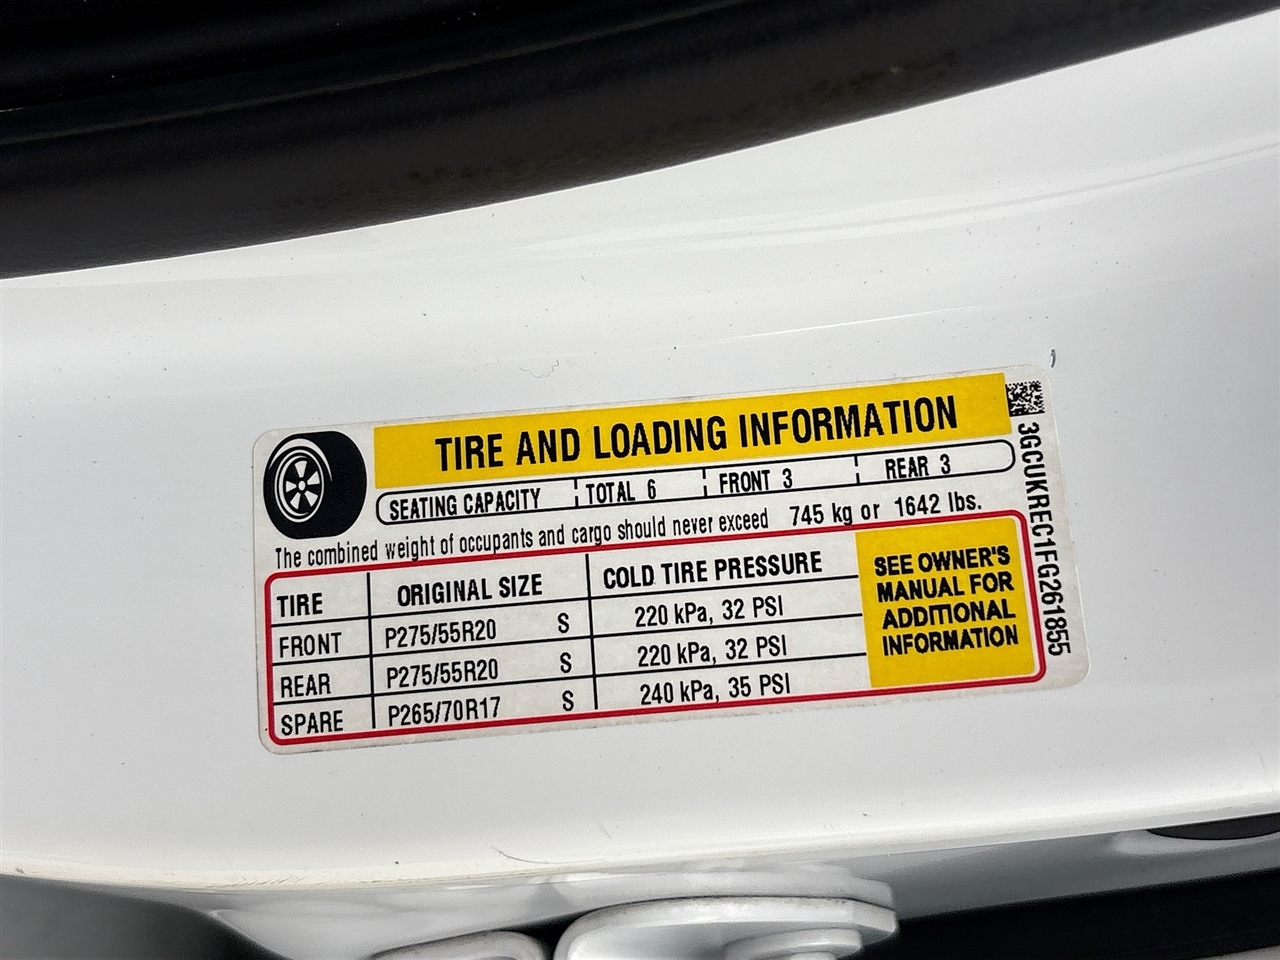 TIRE AND LOADING INFORMATION
SEATING CAPACITY TOTAL 6 FRONT 3 REAR 3
The combined weight of occupants and cargo should never exceed 745 kg or 1642 lbs.
TIRE ORIGINAL SIZE COLD TIRE PRESSURE
FRONT P275/55R20 S 220 kPa, 32 PSI
REAR P275/55R20 S 220 kPa, 32 PSI
SPARE P265/70R17 S 240 kPa, 35 PSI
SEE OWNER'S
MANUAL FOR
ADDITIONAL
INFORMATION
3GCUKREC1FG261855